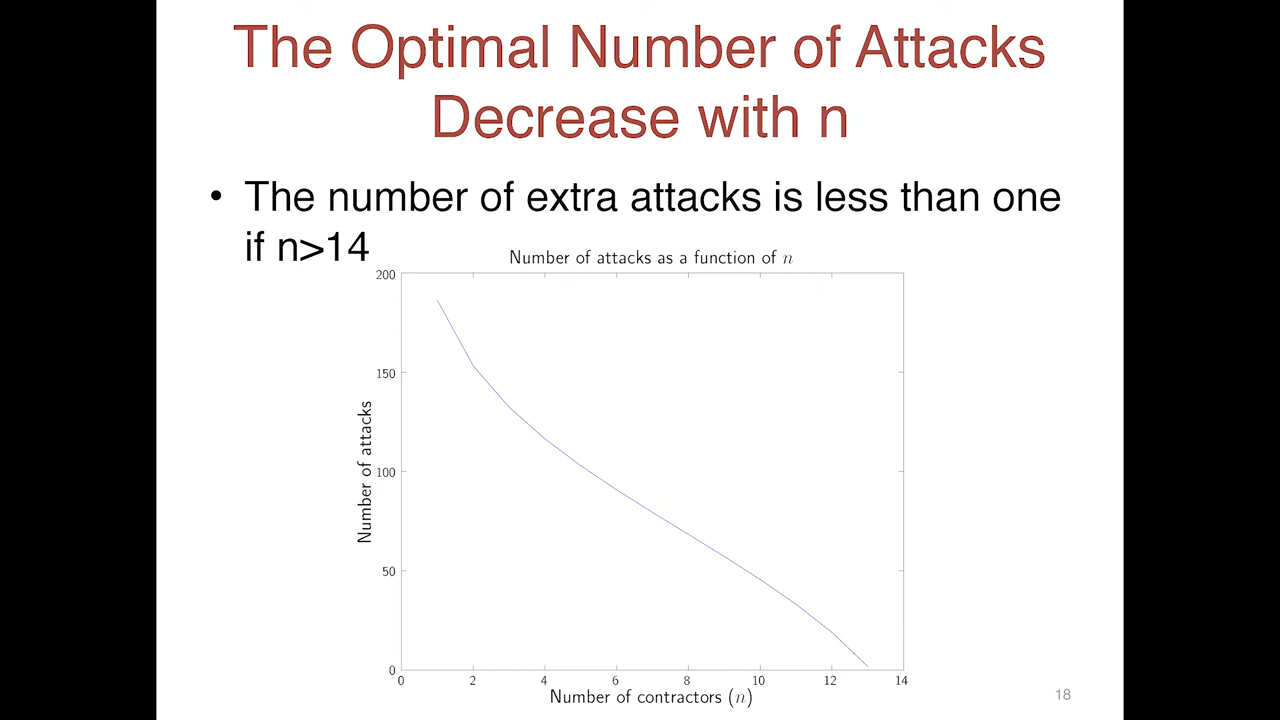 The Optimal Number of Attacks
Decrease with n
• The number of extra attacks is less than one
if n>14
Number of attacks as a function of n
200
150
100
50
0
Number of attacks
0 2 4 6 8 10 12 14
Number of contractors (n)
18